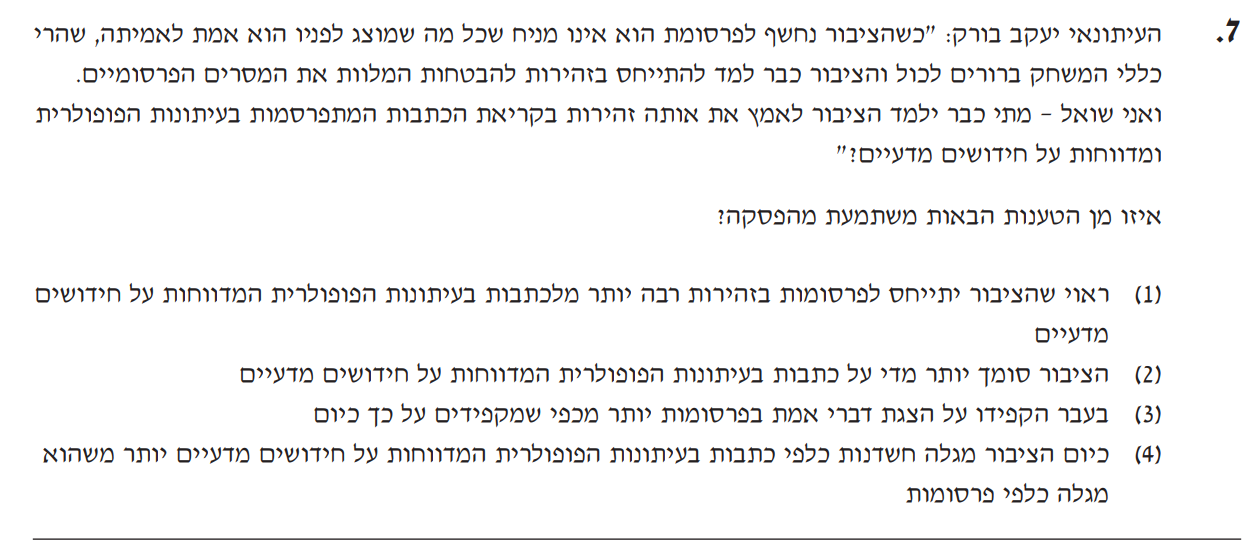 7. העיתונאי יעקב בורק: "כשהציבור נחשף לפרסומת הוא אינו מניח שכל מה שמוצג לפניו הוא אמת לאמיתה, שהרי
כללי המשחק ברורים לכול והציבור כבר למד להתייחס בזהירות להבטחות המלוות את המסרים הפרסומיים.
ואני שואל – מתי כבר ילמד הציבור לאמץ את אותה זהירות בקריאת הכתבות המתפרסמות בעיתונות הפופולרית
ומדווחות על חידושים מדעיים?"
איזו מן הטענות הבאות משתמעת מהפסקה?
(1) ראוי שהציבור יתייחס לפרסומות בזהירות רבה יותר מלכתבות בעיתונות הפופולרית המדווחות על חידושים
מדעיים
(2) הציבור סומך יותר מדי על כתבות בעיתונות הפופולרית המדווחות על חידושים מדעיים
(3) בעבר הקפידו על הצגת דברי אמת בפרסומות יותר מכפי שמקפידים על כך כיום
(4) כיום הציבור מגלה חשדנות כלפי כתבות בעיתונות הפופולרית המדווחות על חידושים מדעיים יותר משהוא
מגלה כלפי פרסומות